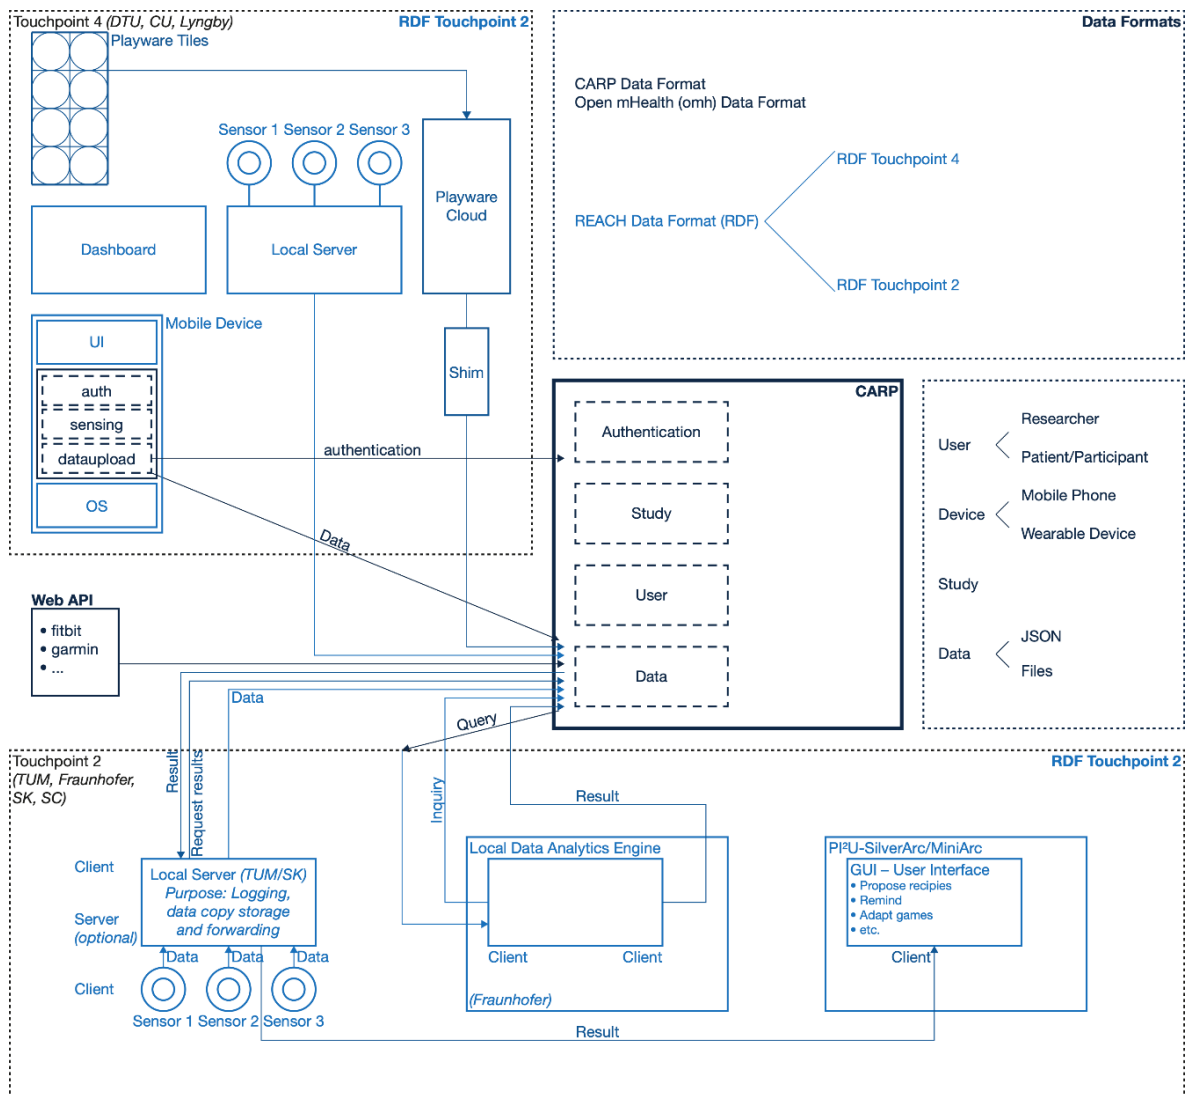 Touchpoint 4 (DTU, CU, Lyngby)
RDF Touchpoint 2
Playware Tiles
Sensor 1 Sensor 2 Sensor 3
Playware
Cloud
Dashboard
Local Server
Mobile Device
UI
auth
sensing
dataupload
OS
Shim
authentication
Data
Data Formats
CARP Data Format
Open mHealth (omh) Data Format
RDF Touchpoint 4
REACH Data Format (RDF)
RDF Touchpoint 2
CARP
Authentication
Study
User
Data
User
Researcher
Patient/Participant
Device
Mobile Phone
Wearable Device
Study
Data
JSON
Files
Web API
• fitbit
• garmin
• ...
Data
Query
Touchpoint 2
(TUM, Fraunhofer,
SK, SC)
RDF Touchpoint 2
Result
Request results
Inquiry
Result
Client
Server
(optional)
Client
Local Server (TUM/SK)
Purpose: Logging,
data copy storage
and forwarding
Data
Data
Data
Sensor 1 Sensor 2 Sensor 3
Local Data Analytics Engine
Client
Client
(Fraunhofer)
Result
PI²U-SilverArc/MiniArc
GUI – User Interface
• Propose recipies
• Remind
• Adapt games
• etc.
Client